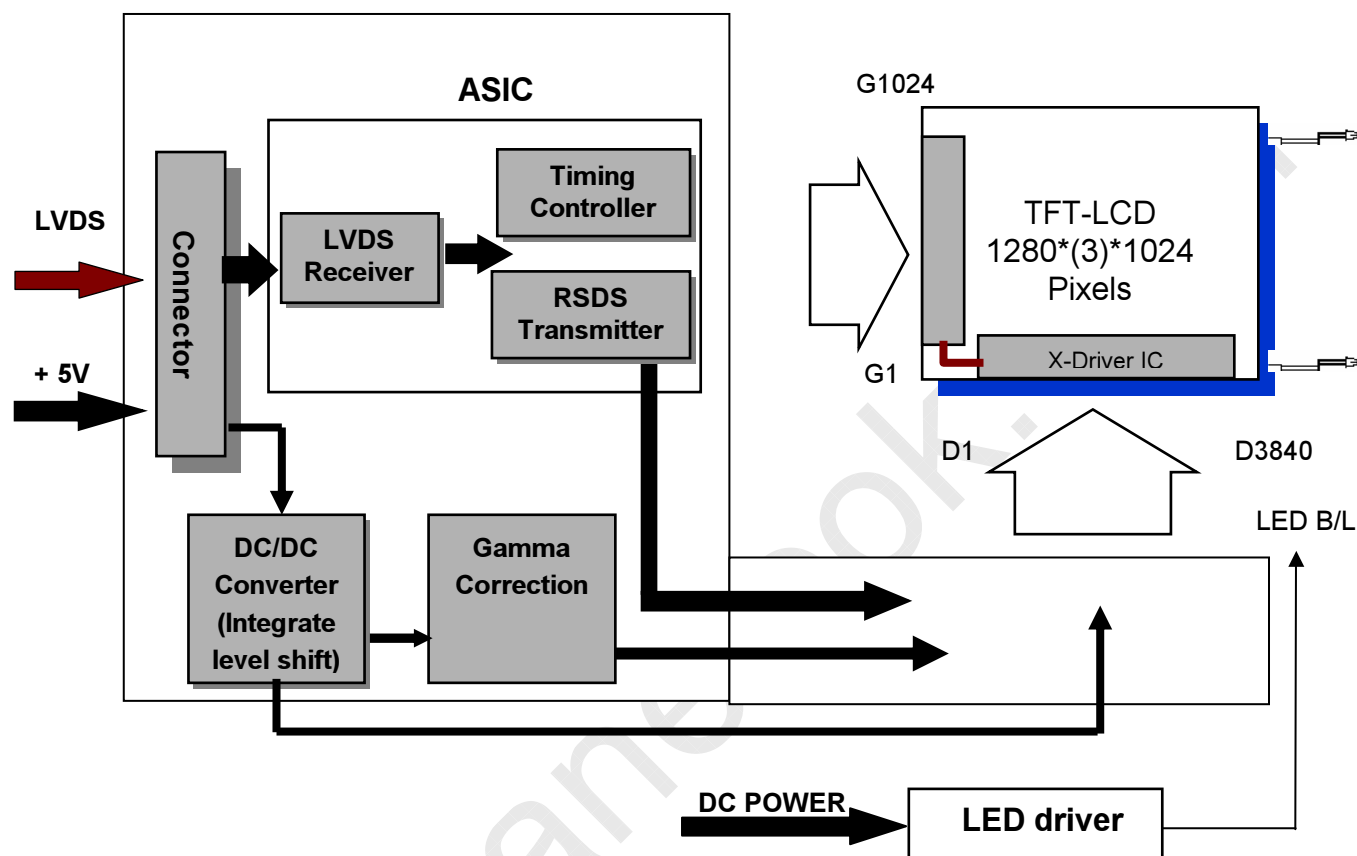 G1024
ASIC
Timing
Controller
LVDS
Connector
LVDS
Receiver
TFT-LCD
1280*(3)*1024
Pixels
RSDS
Transmitter
+ 5V
G1
X-Driver IC
D1
D3840
LED B/L
DC/DC
Converter
(Integrate
level shift)
Gamma
Correction
DC POWER
LED driver